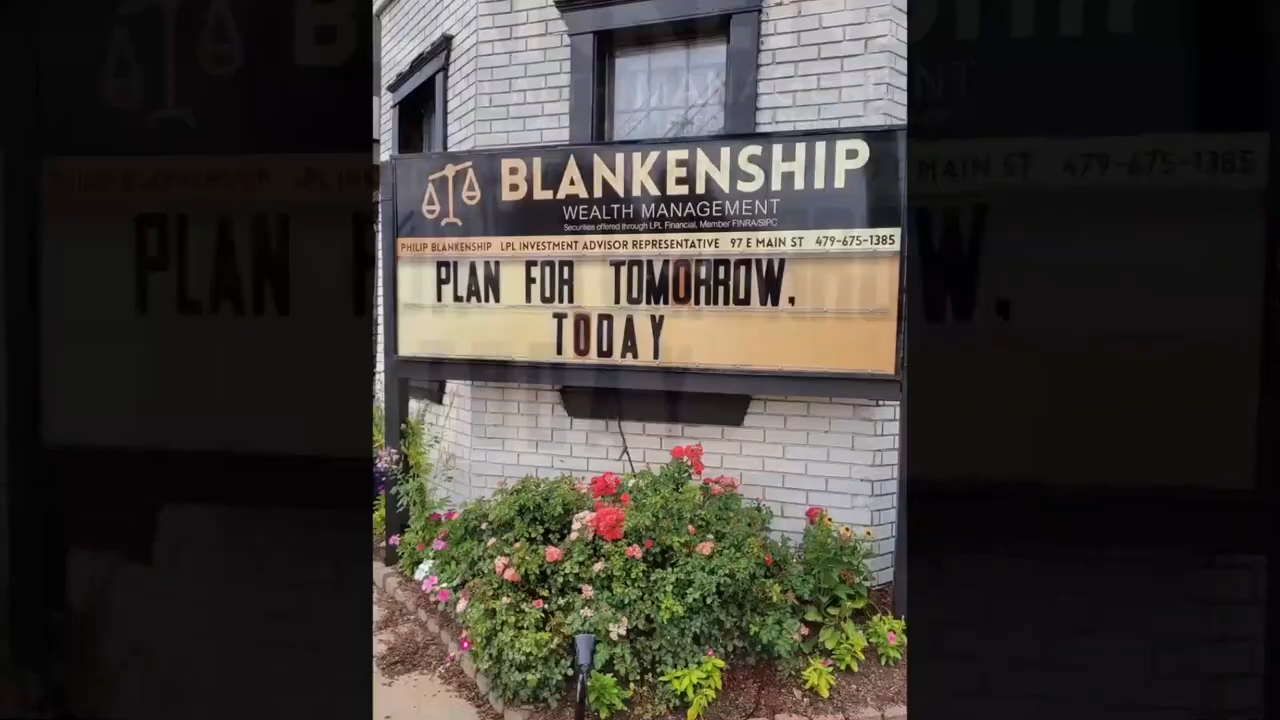 BLANKENSHIP
WEALTH MANAGEMENT
Securities offered through LPL Financial, Member FINRA/SIPC
PHILIP BLANKENSHIP LPL INVESTMENT ADVISOR REPRESENTATIVE 97 E MAIN ST 479-675-1385
PLAN FOR TOMORROW,
TODAY